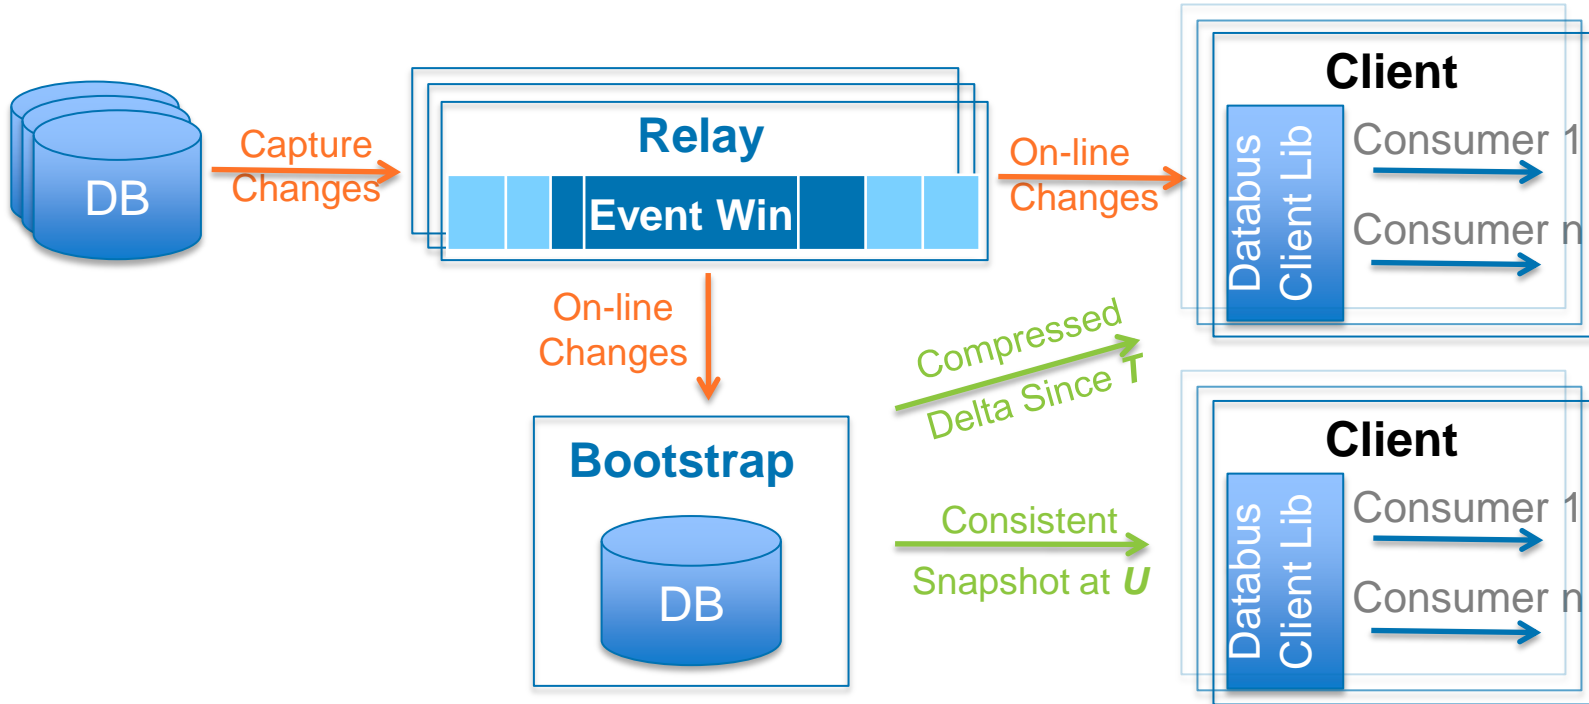 DB
Capture
Changes
Relay
Event Win
On-line
Changes
Client
Databus
Client Lib
Consumer 1
Consumer n
On-line
Changes
Compressed
Delta Since T
Bootstrap
DB
Consistent
Snapshot at U
Client
Databus
Client Lib
Consumer 1
Consumer n